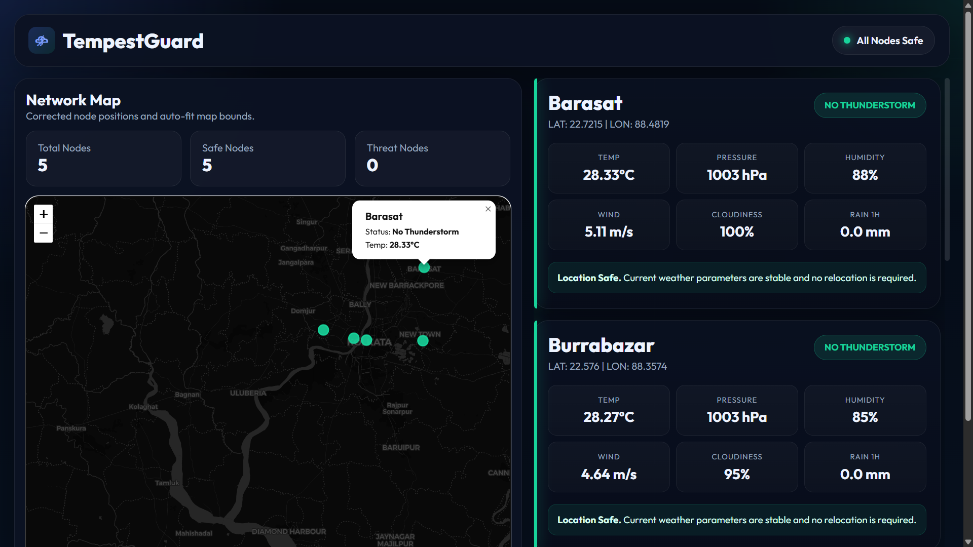 TempestGuard
All Nodes Safe
Network Map
Corrected node positions and auto-fit map bounds.
Total Nodes
5
Safe Nodes
5
Threat Nodes
0
+
−
Barasat
×
Status: No Thunderstorm
Temp: 28.33°C
Singur
Gangadharpur
Jangalpara
NEW BARRACKPORE
BALLY
Domjur
NEW TOWN
ULUBERIA
Bagnan
Kolaghat
Rajpur
Sonarpur
Panskura
BARUIPUR
Tamluk
DIAMOND HARBOUR
Mahishadal
JAYNAGAR
MAJILPUR
Barasat
NO THUNDERSTORM
LAT: 22.7215 | LON: 88.4819
TEMP
28.33°C
PRESSURE
1003 hPa
HUMIDITY
88%
WIND
5.11 m/s
CLOUDINESS
100%
RAIN 1H
0.0 mm
Location Safe. Current weather parameters are stable and no relocation is required.
Burrabazar
NO THUNDERSTORM
LAT: 22.576 | LON: 88.3574
TEMP
28.27°C
PRESSURE
1003 hPa
HUMIDITY
85%
WIND
4.64 m/s
CLOUDINESS
95%
RAIN 1H
0.0 mm
Location Safe. Current weather parameters are stable and no relocation is required.